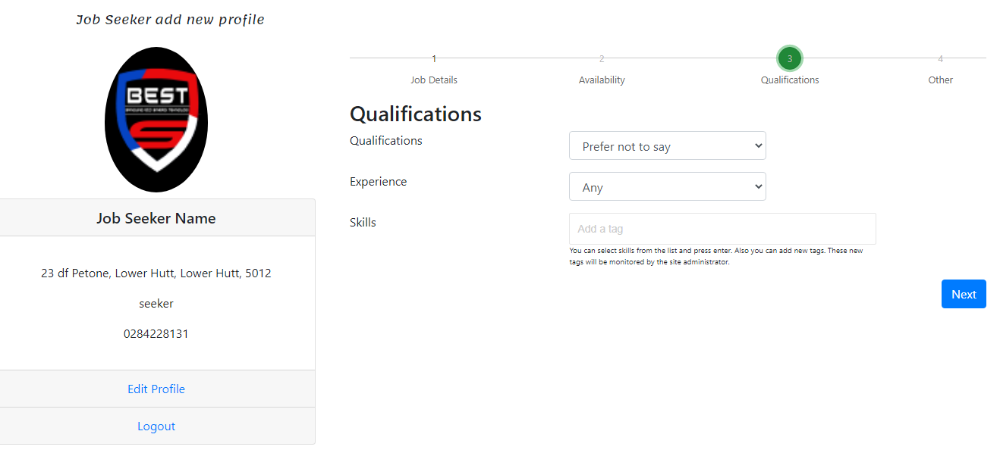 Job Seeker add new profile
BEST
Job Seeker Name
23 df Petone, Lower Hutt, Lower Hutt, 5012
seeker
0284228131
Edit Profile
Logout
1
2
3
4
Job Details
Availability
Qualifications
Other
Qualifications
Qualifications
Prefer not to say
Experience
Any
Skills
Add a tag
You can select skills from the list and press enter. Also you can add new tags. These new
tags will be monitored by the site administrator.
Next